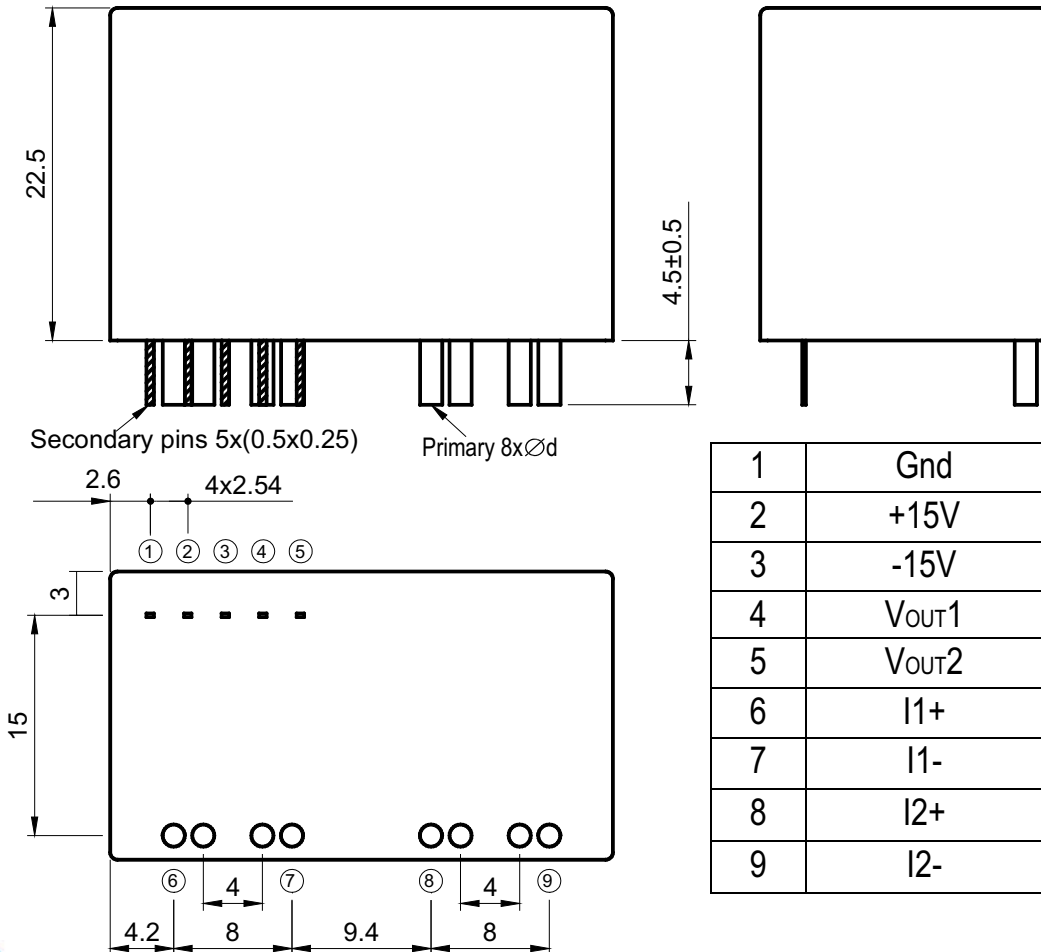 22.5
4.5±0.5
Secondary pins 5x(0.5x0.25)
Primary 8x∅d
2.6
4x2.54
① ② ③ ④ ⑤
3
15
⑥ ⑦ ⑧ ⑨
4 4
4.2 8 9.4 8
1 Gnd
2 +15V
3 -15V
4 VOUT1
5 VOUT2
6 I1+
7 I1-
8 I2+
9 I2-